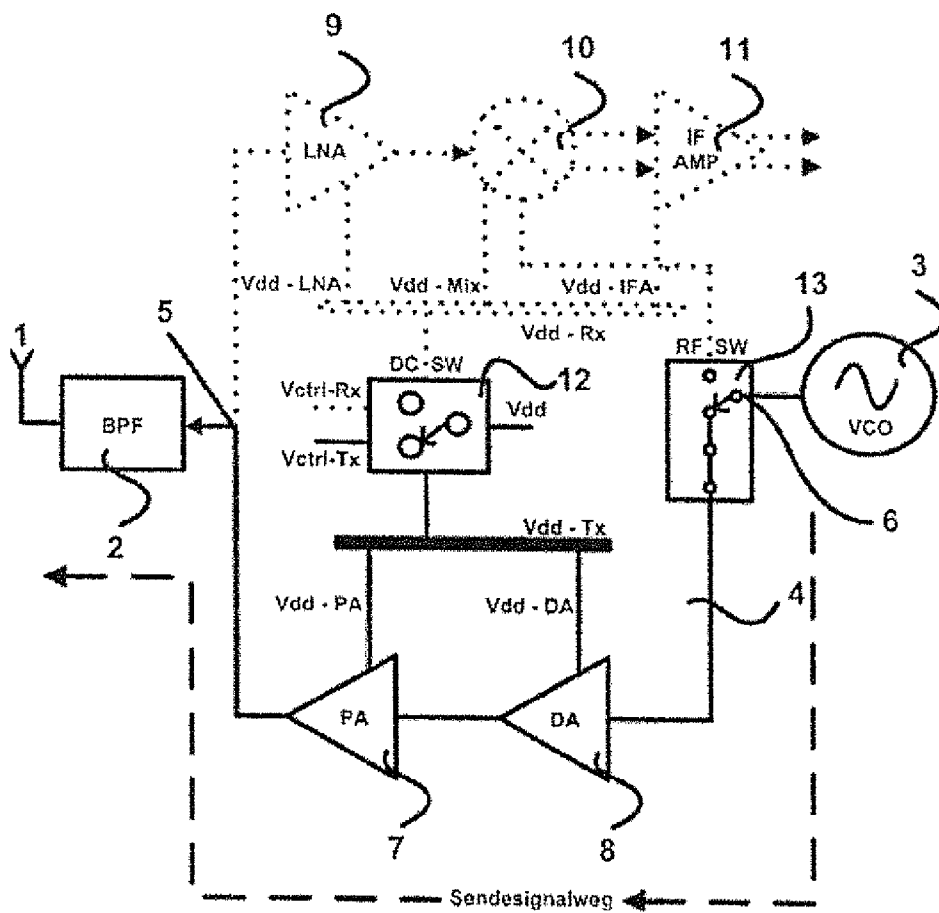 9
10
11
LNA
IF
AMP
Vdd - LNA
Vdd - Mix
Vdd - IFA
3
5
13
1
Vdd - Rx
DC SW
RF SW
Vctrl-Rx
12
Vdd
BPF
VCO
Vctrl-Tx
2
6
Vdd - Tx
Vdd - PA
Vdd - DA
4
PA
DA
7
8
Sendesignalweg